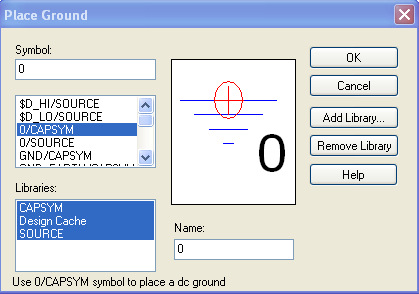 Place Ground
Symbol:
0
$D_HI/SOURCE
$D_LO/SOURCE
0/CAPSYM
0/SOURCE
GND/CAPSYM
Libraries:
CAPSYM
Design Cache
SOURCE
0
Name:
0
OK
Cancel
Add Library...
Remove Library
Help
Use 0/CAPSYM symbol to place a dc ground